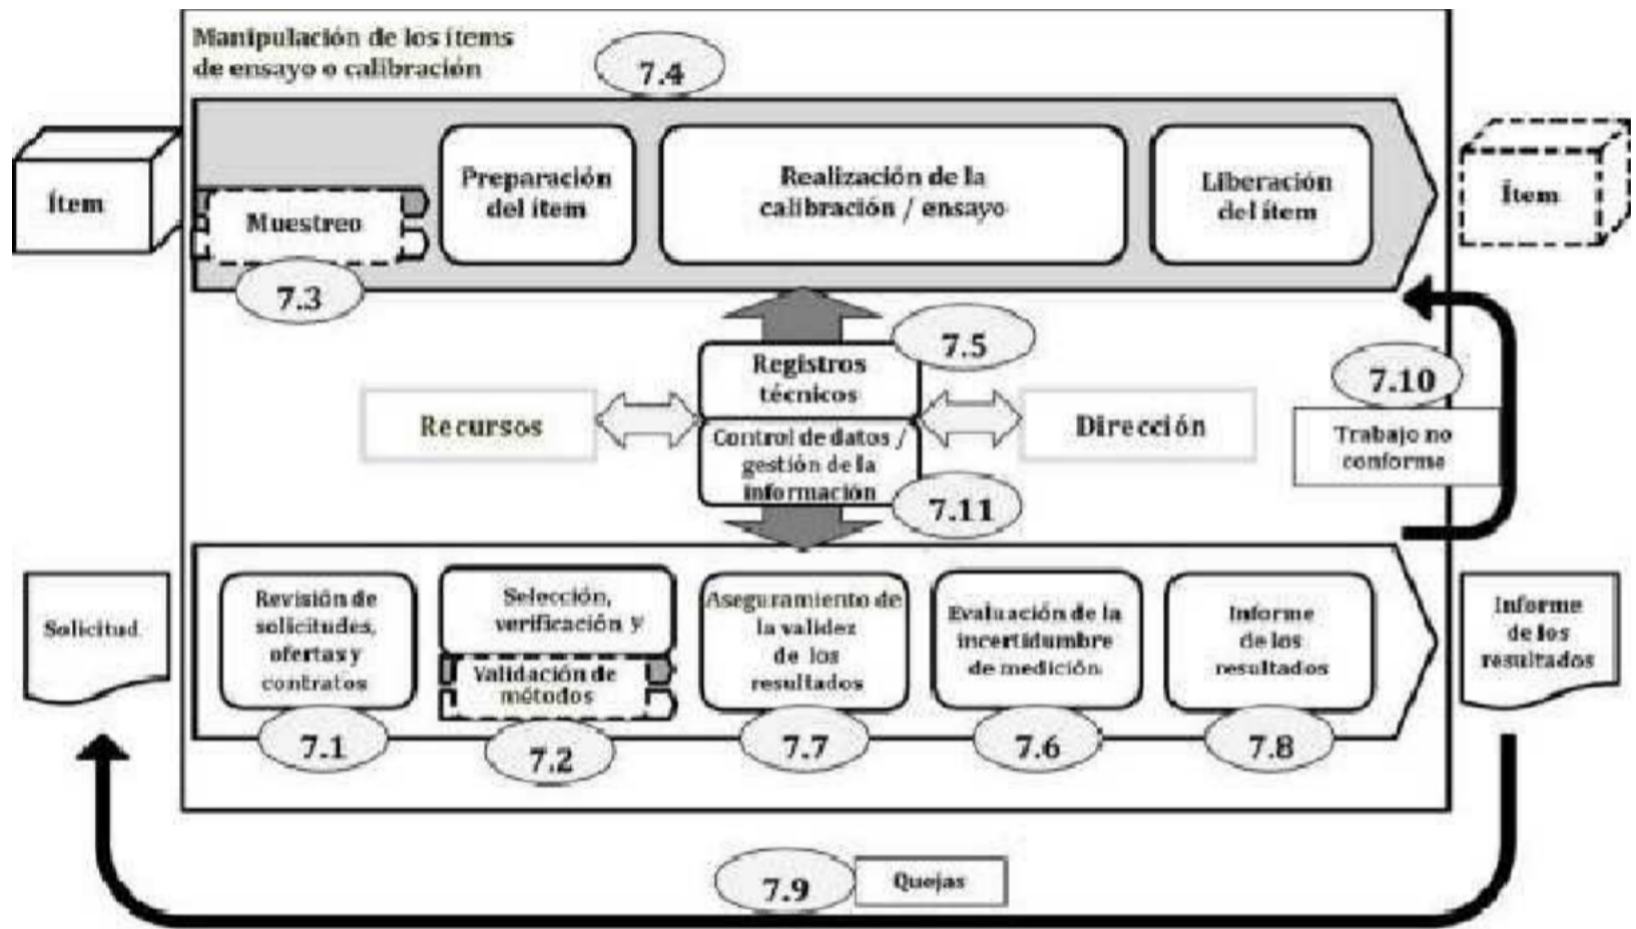 Manipulación de los ítems
de ensayo o calibración
7.4
Ítem
Muestreo
7.3
Preparación
del ítem
Realización de la
calibración / ensayo
Liberación
del ítem
Ítem
Registros
técnicos
7.5
Recursos
Control de datos /
gestión de la
información
7.11
Dirección
7.10
Trabajo no
conforme
Solicitud
Revisión de
solicitudes,
ofertas y
contratos
7.1
Selección,
verificación y
Validación de
métodos
7.2
Aseguramiento de
la validez
de los
resultados
7.7
Evaluación de la
incertidumbre
de medición
7.6
Informe
de los
resultados
7.8
Informe
de los
resultados
7.9
Quejas